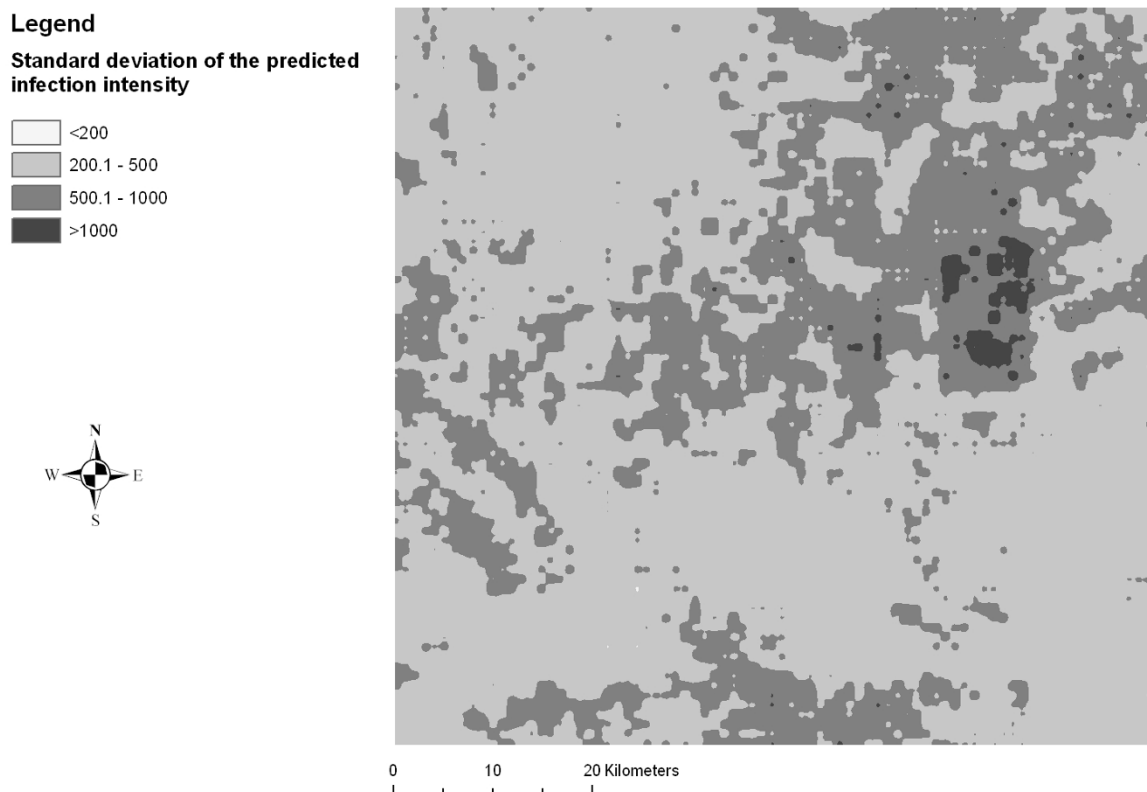 Legend
Standard deviation of the predicted
infection intensity
<200
200.1 - 500
500.1 - 1000
>1000
N
W E
S
0 10 20 Kilometers